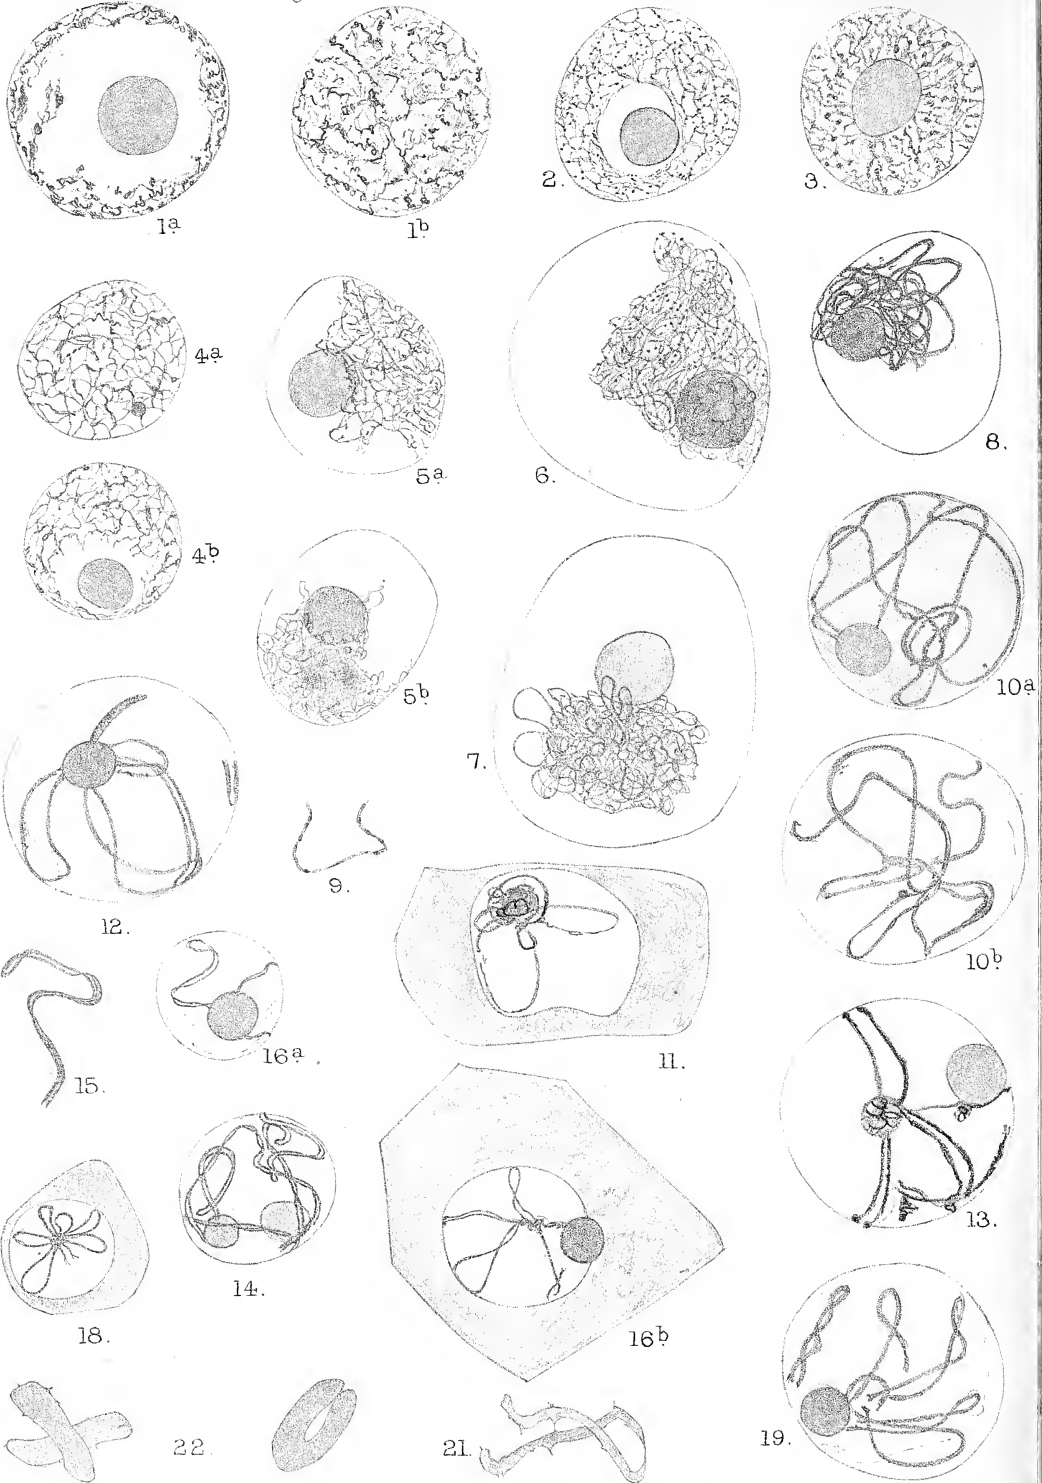 1a.
1b.
2.
3.
4a.
5a.
6.
8.
4b.
5b.
7.
10a.
12.
9.
11.
10b.
15.
16a.
13.
18.
14.
16b.
22.
21.
19.